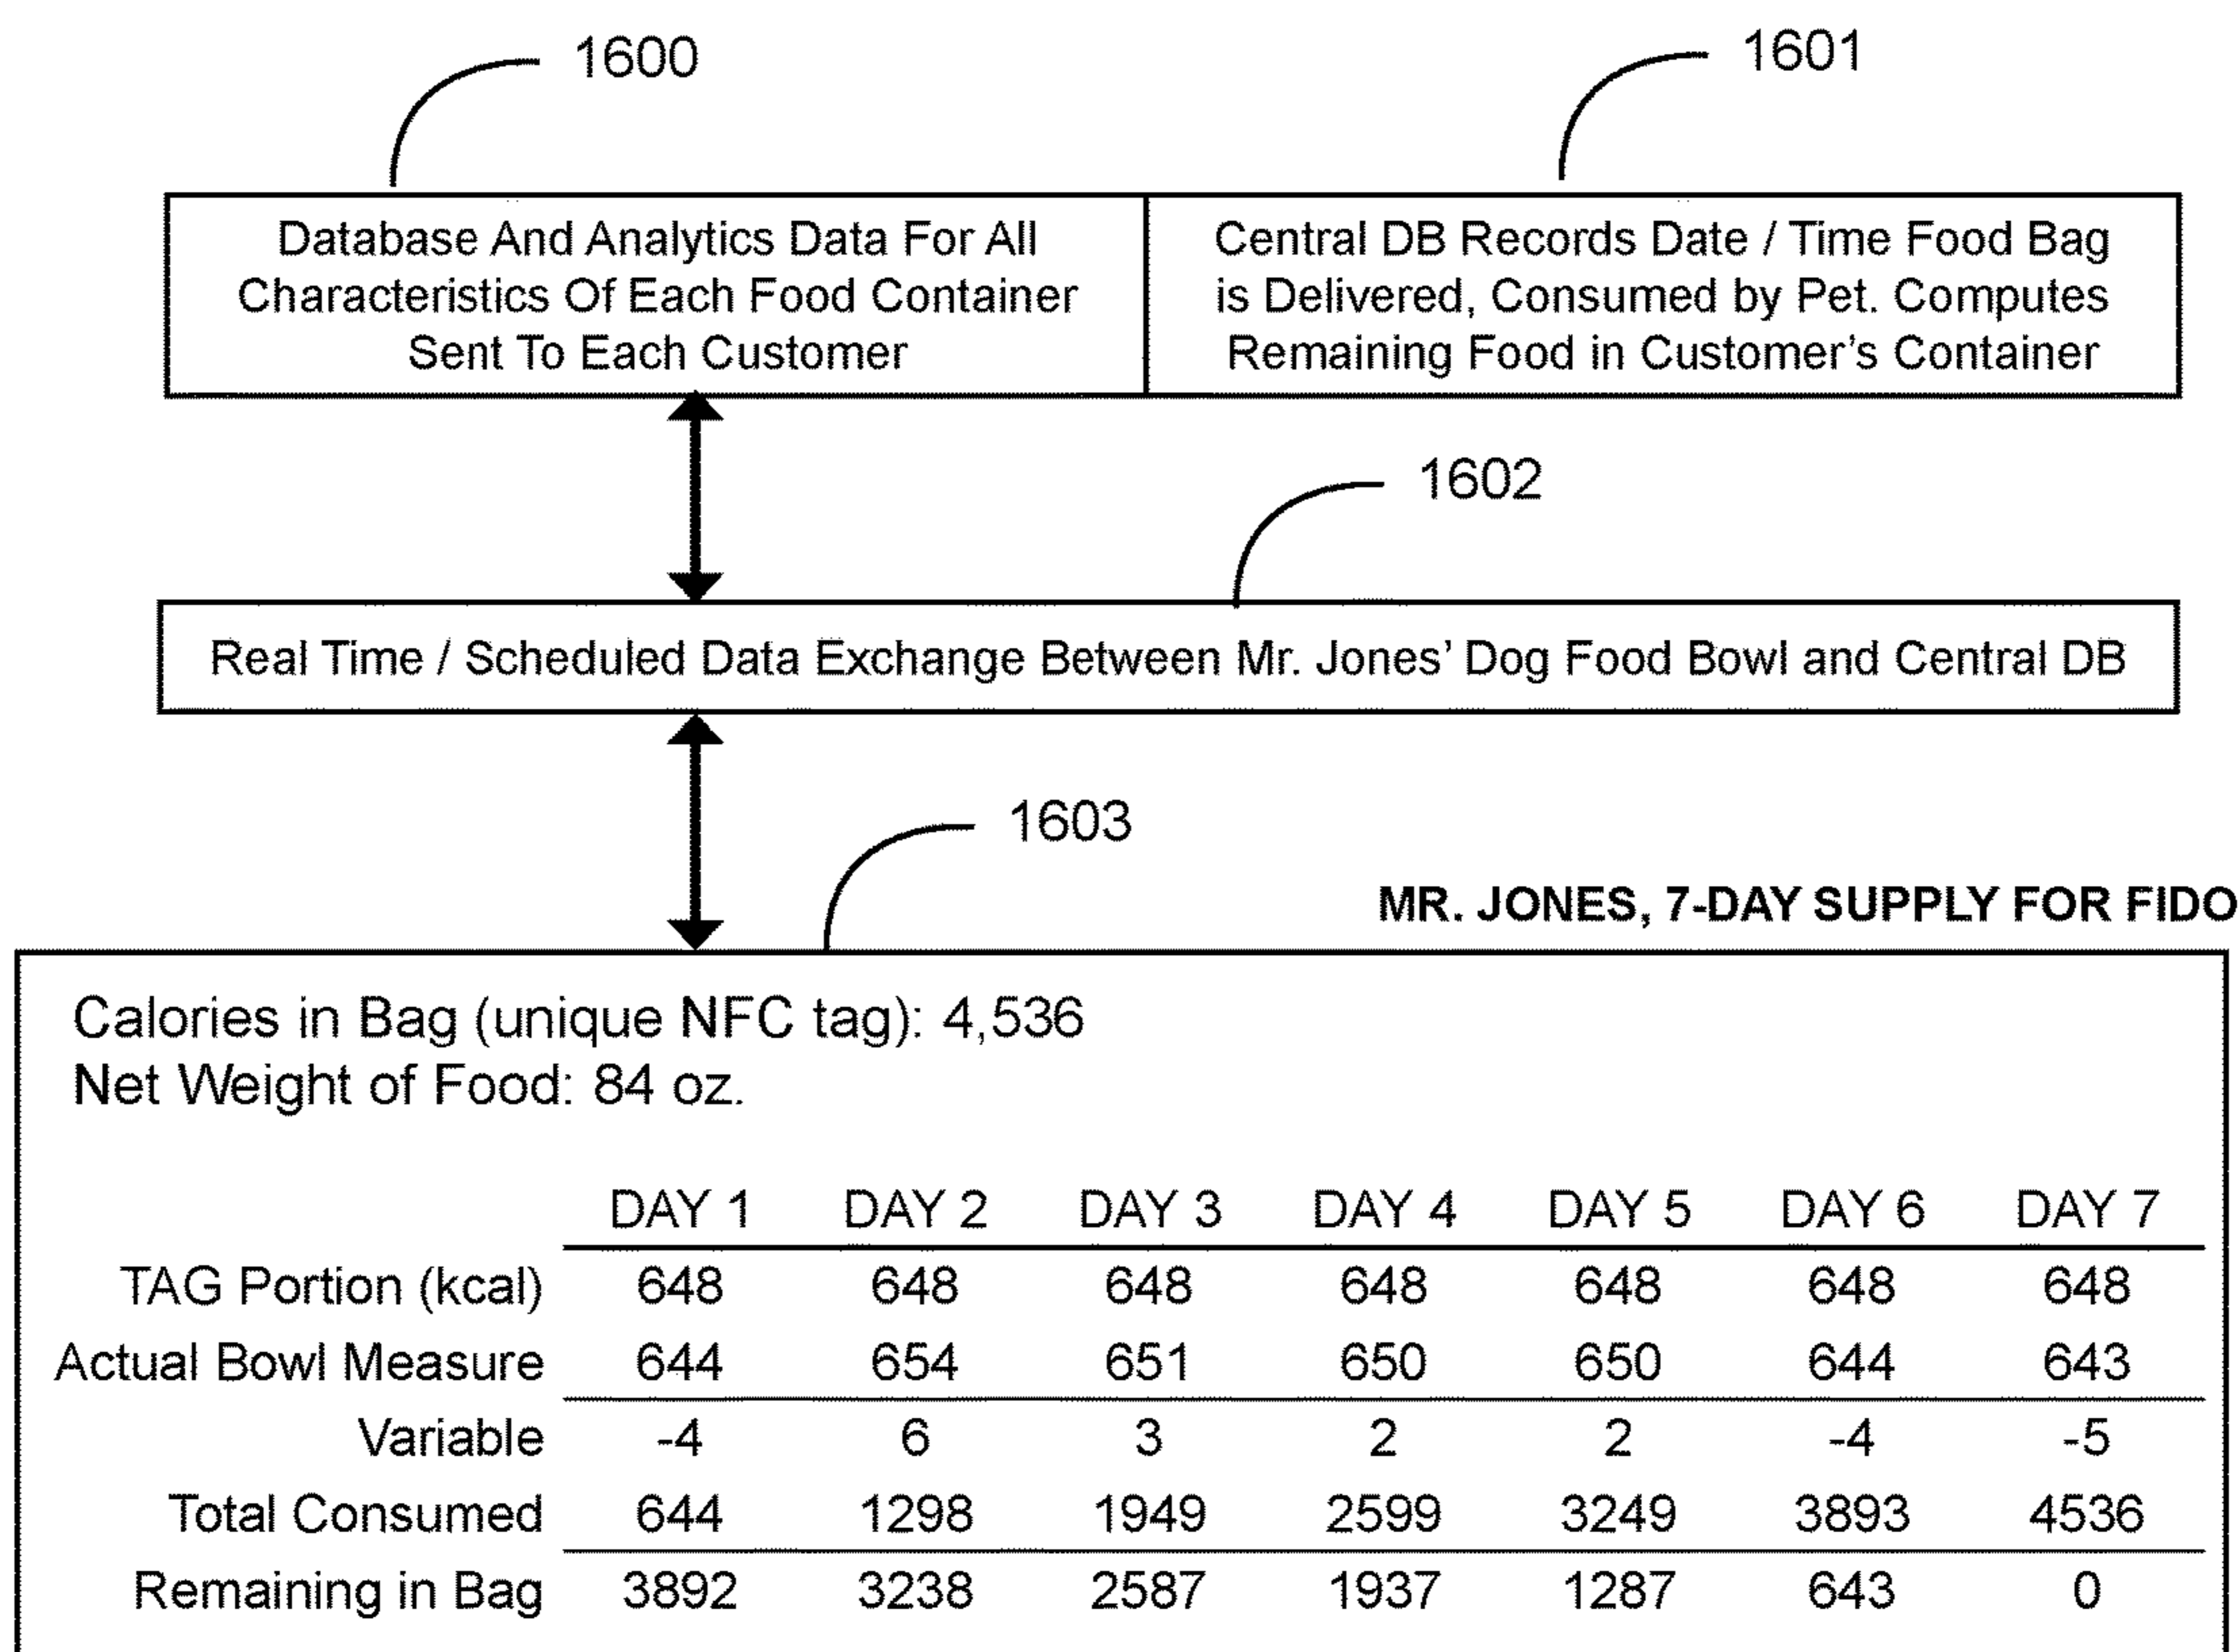 1600
1601
Database And Analytics Data For All
Characteristics Of Each Food Container
Sent To Each Customer
Central DB Records Date / Time Food Bag
is Delivered, Consumed by Pet. Computes
Remaining Food in Customer's Container
1602
Real Time / Scheduled Data Exchange Between Mr. Jones' Dog Food Bowl and Central DB
1603
MR. JONES, 7-DAY SUPPLY FOR FIDO
Calories in Bag (unique NFC tag): 4,536
Net Weight of Food: 84 oz.
DAY 1 DAY 2 DAY 3 DAY 4 DAY 5 DAY 6 DAY 7
TAG Portion (kcal) 648 648 648 648 648 648 648
Actual Bowl Measure 644 654 651 650 650 644 643
Variable -4 6 3 2 2 -4 -5
Total Consumed 644 1298 1949 2599 3249 3893 4536
Remaining in Bag 3892 3238 2587 1937 1287 643 0